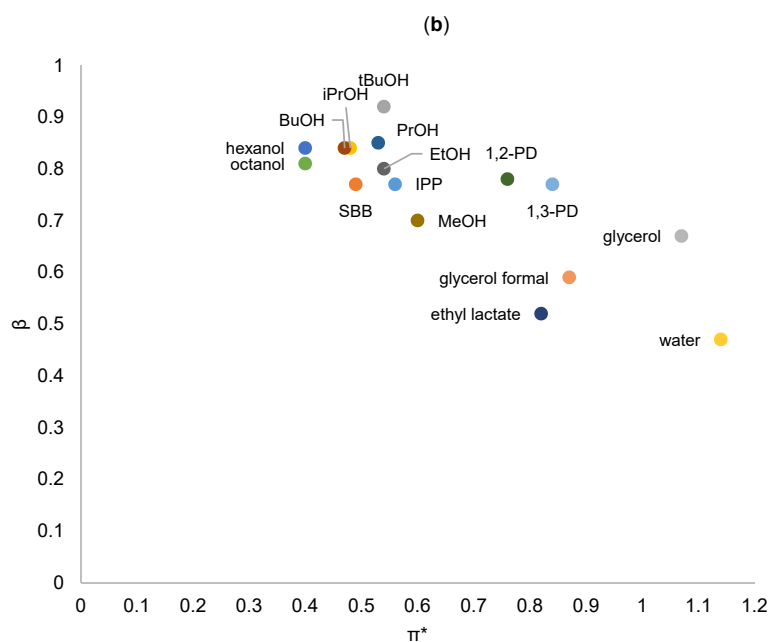 (b)
1
tBuOH
iPrOH
0.9
BuOH
PrOH
hexanol
EtOH
1,2-PD
octanol
0.8
IPP
SBB
1,3-PD
0.7
MeOH
glycerol
0.6
glycerol formal
ethyl lactate
β
0.5
water
0.4
0.3
0.2
0.1
0
0 0.1 0.2 0.3 0.4 0.5 0.6 0.7 0.8 0.9 1 1.1 1.2
π*